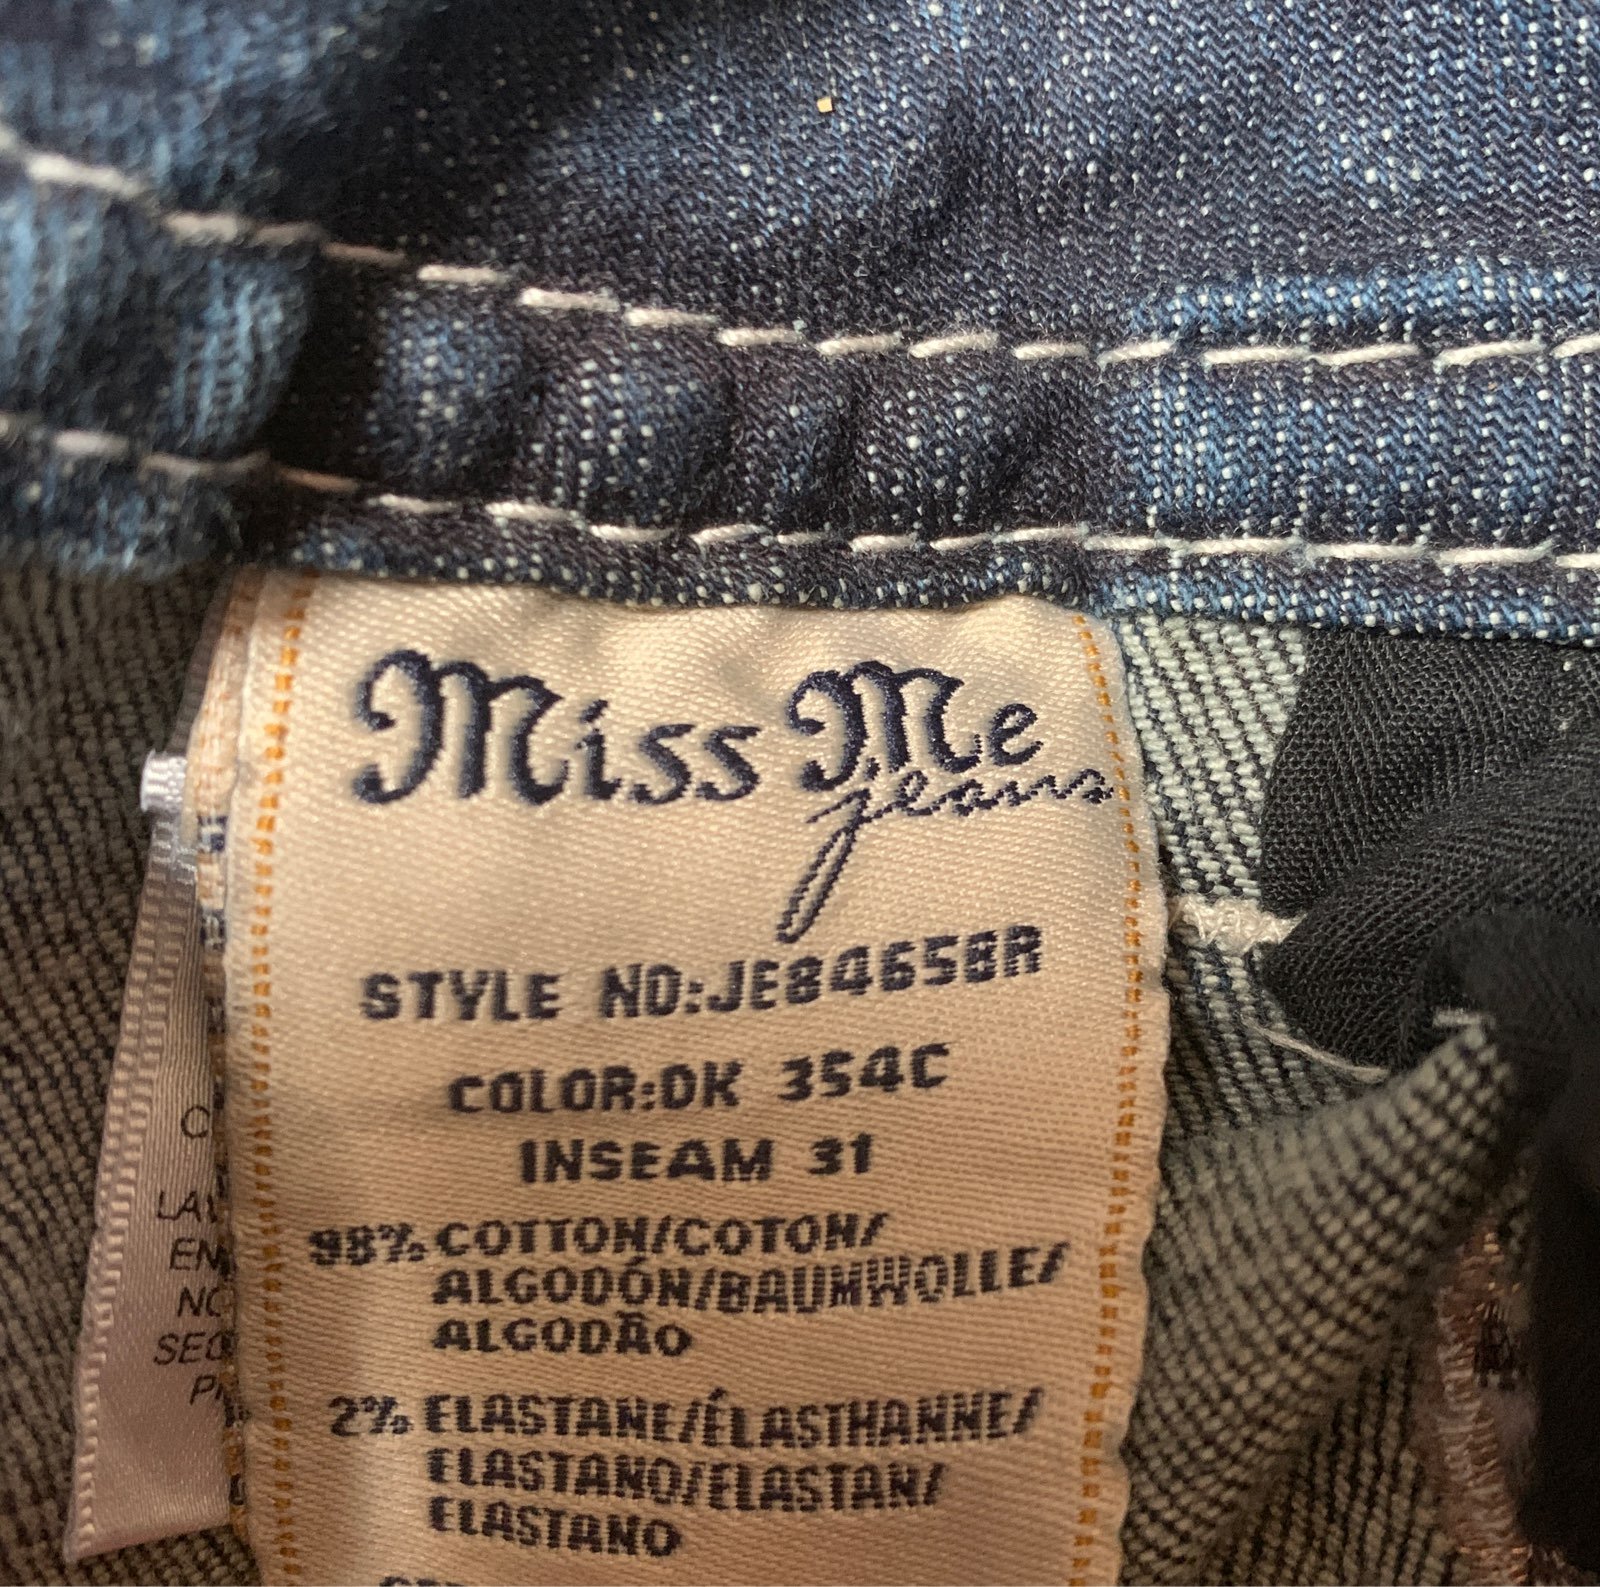 Miss Me
jeans
STYLE NO:JE8465BR
COLOR:DK 354C
INSEAM 31
98% COTTON/COTON/
ALGODÓN/BAUMWOLLE/
ALGODÃO
2% ELASTANE/ÉLASTHANNE/
ELASTANO/ELASTAN/
ELASTANO